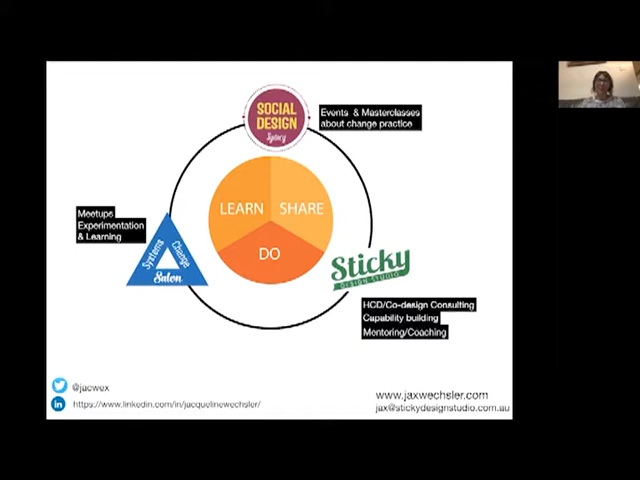 SOCIAL
DESIGN
Sydney
Events & Masterclasses
about change practice
LEARN
SHARE
DO
Meetups
Experimentation
& Learning
Systems
Change
Salon
Sticky
DESIGN STUDIO
HCD/Co-design Consulting
Capability building
Mentoring/Coaching
@jacwex
https://www.linkedin.com/in/jacquelinewechsler/
www.jaxwechsler.com
jax@stickydesignstudio.com.au